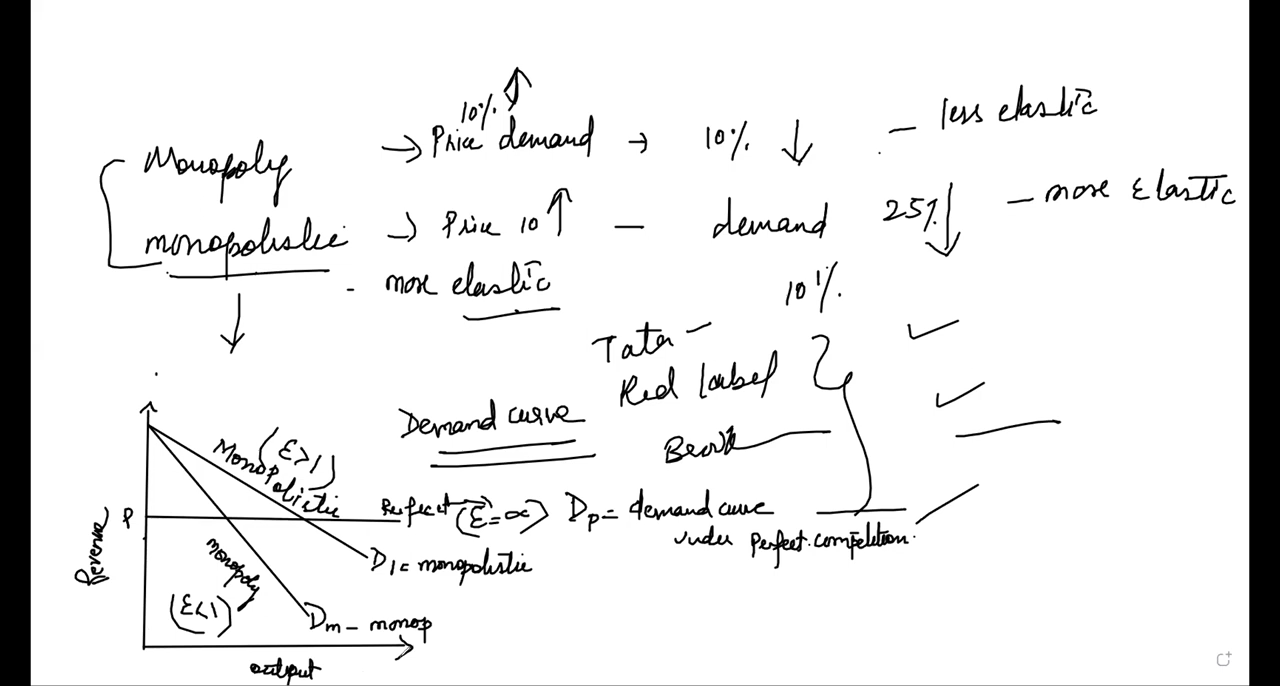 10% ↑
Monopoly → Price demand → 10% ↓ – less elastic
monopolistic → Price 10 ↑ – demand 25% ↓ – more Elastic
- more elastic
10%
Tata –
Red label
Demand curve
(E>1)
Monopolistic
Perfect → (E=∝) Dp = demand curve
under perfect competition.
P
Revenue
D1 = monopolistic
monopoly
(E<1)
Dm – monop
output